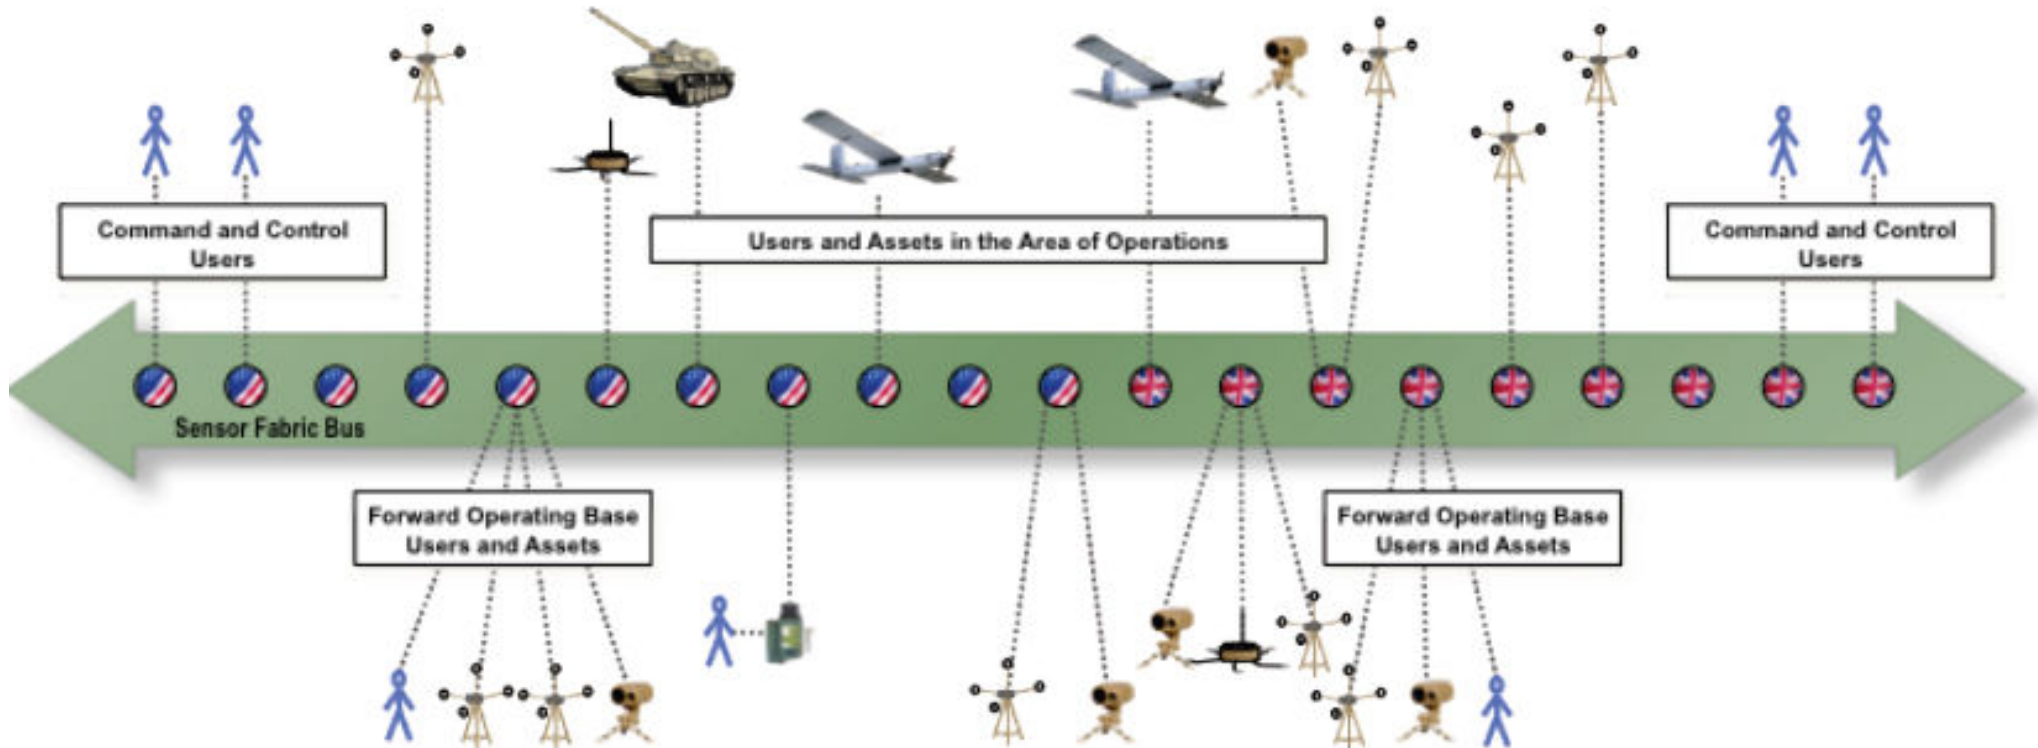 Command and Control
Users
Users and Assets in the Area of Operations
Command and Control
Users
Sensor Fabric Bus
Forward Operating Base
Users and Assets
Forward Operating Base
Users and Assets